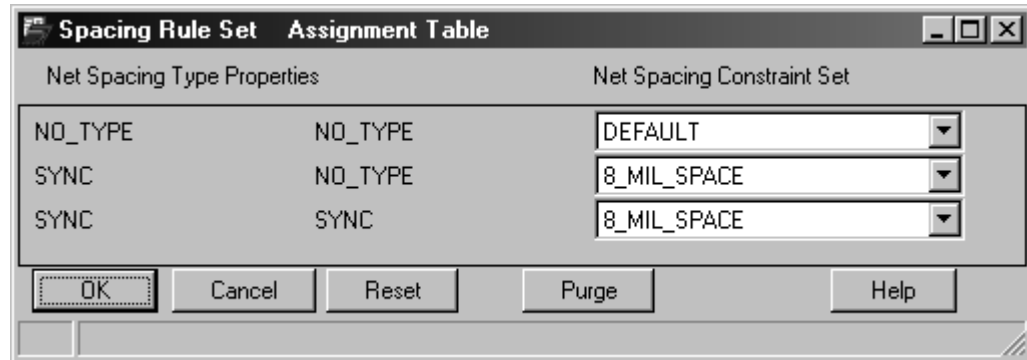 Spacing Rule Set Assignment Table
Net Spacing Type Properties Net Spacing Constraint Set
NO_TYPE NO_TYPE DEFAULT
SYNC NO_TYPE 8_MIL_SPACE
SYNC SYNC 8_MIL_SPACE
OK Cancel Reset Purge Help